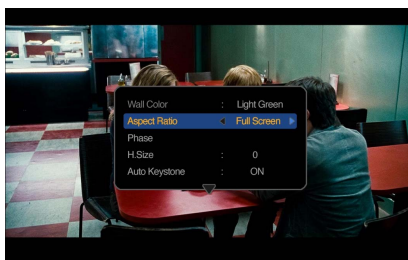 Wall Color : Light Green
Aspect Ratio Full Screen
Phase
H.Size : 0
Auto Keystone : ON